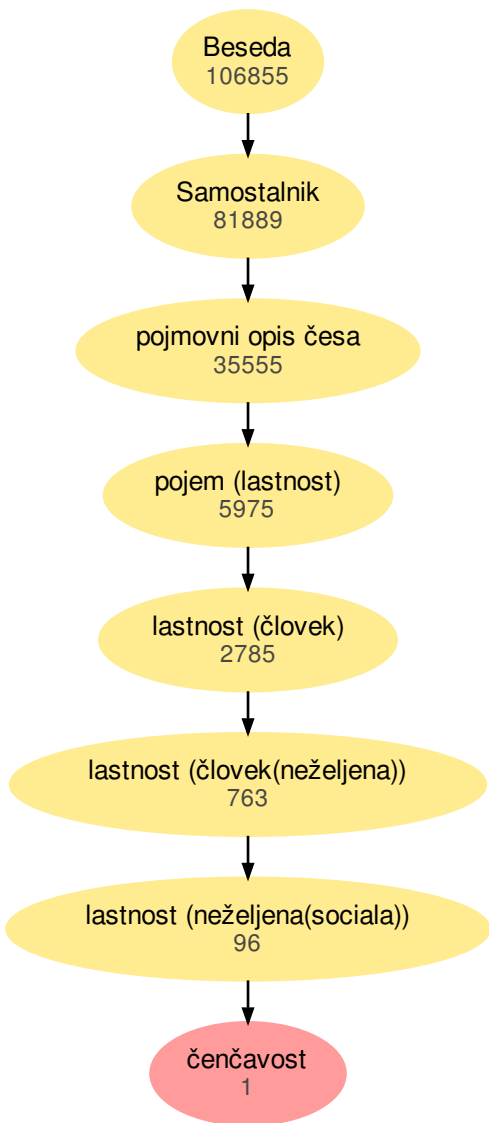 Beseda
106855
Samostalnik
81889
pojmovni opis česa
35555
pojem (lastnost)
5975
lastnost (človek)
2785
lastnost (človek(neželjena))
763
lastnost (neželjena(sociala))
96
čenčavost
1